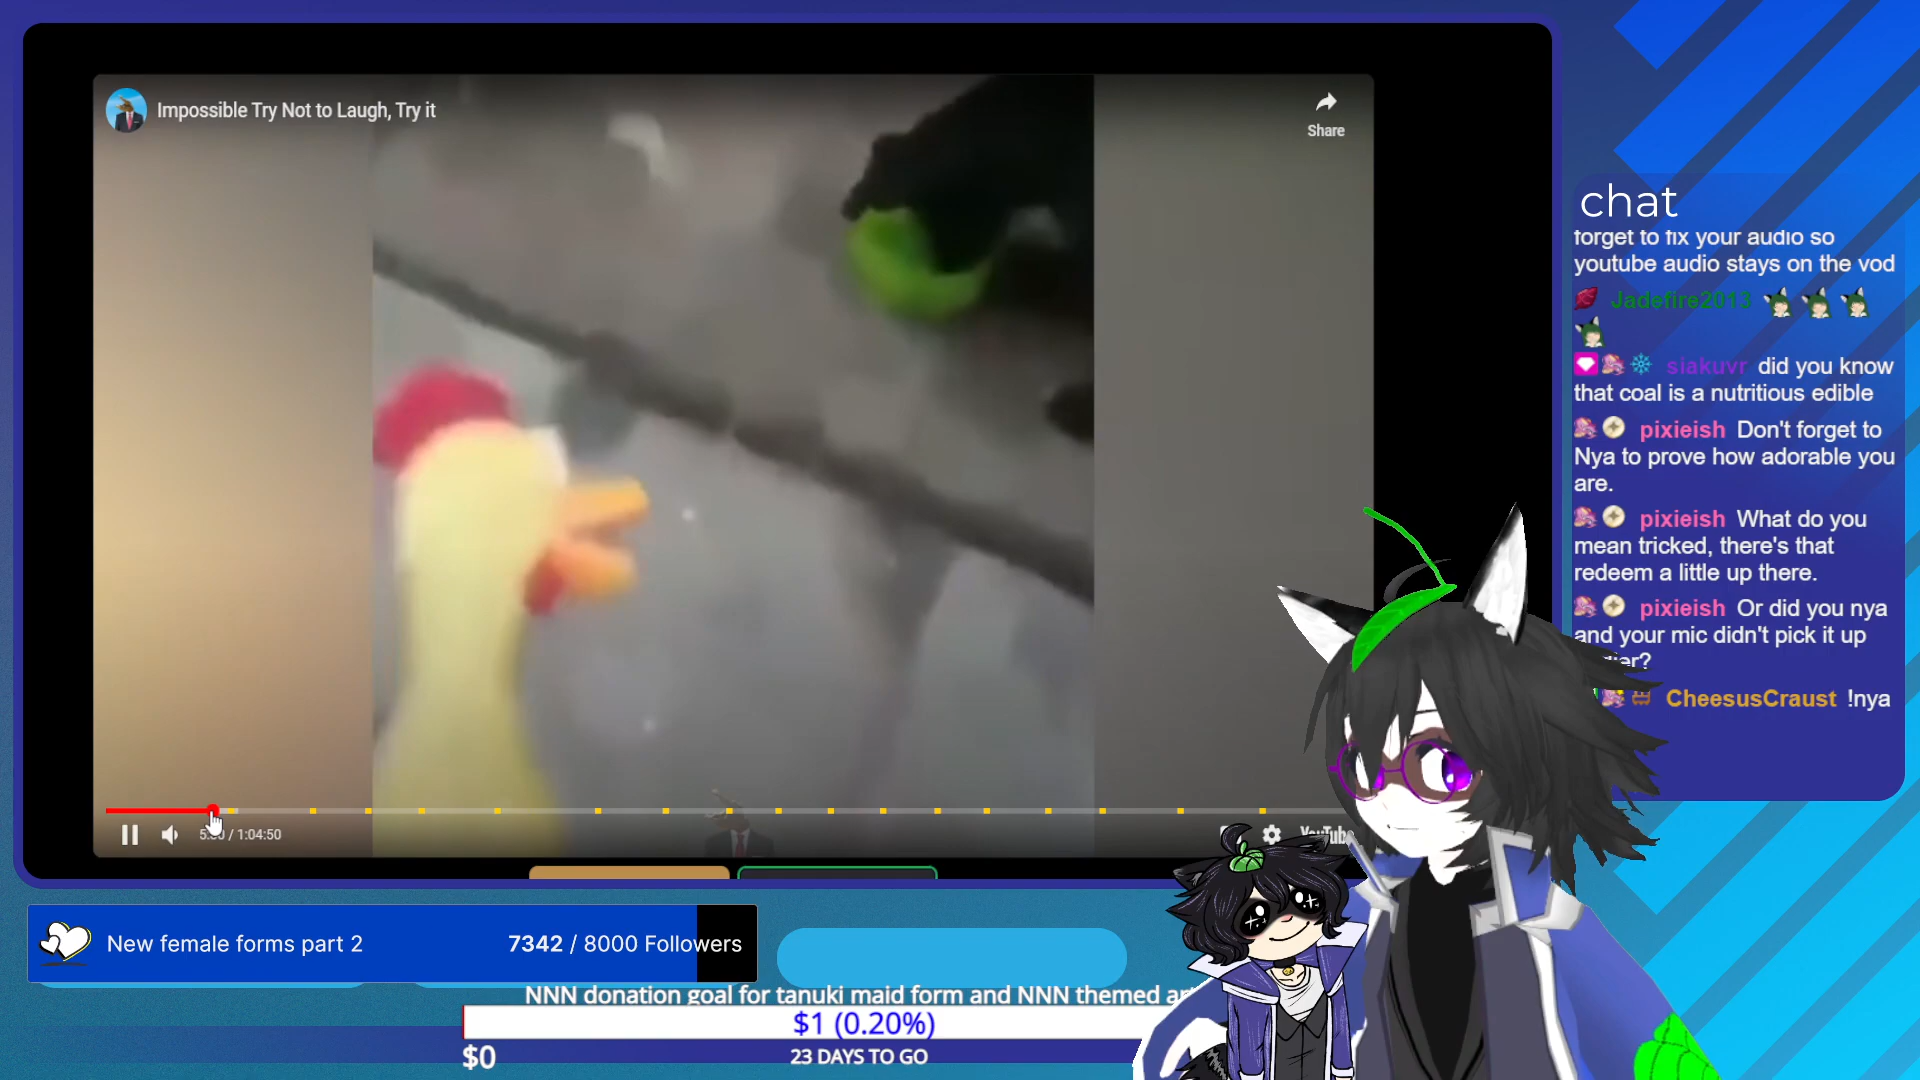 Impossible Try Not to Laugh, Try it
Share
/ 1:04:50
chat
forget to fix your audio so
youtube audio stays on the vod
Jadefire2013
siakuvr did you know
that coal is a nutritious edible
pixieish Don't forget to
Nya to prove how adorable you
are.
pixieish What do you
mean tricked, there's that
redeem a little up there.
pixieish Or did you nya
and your mic didn't pick it up
CheesusCraust !nya
New female forms part 2
7342 / 8000 Followers
NNN donation goal for tanuki maid form and NNN themed
$1 (0.20%)
$0
23 DAYS TO GO